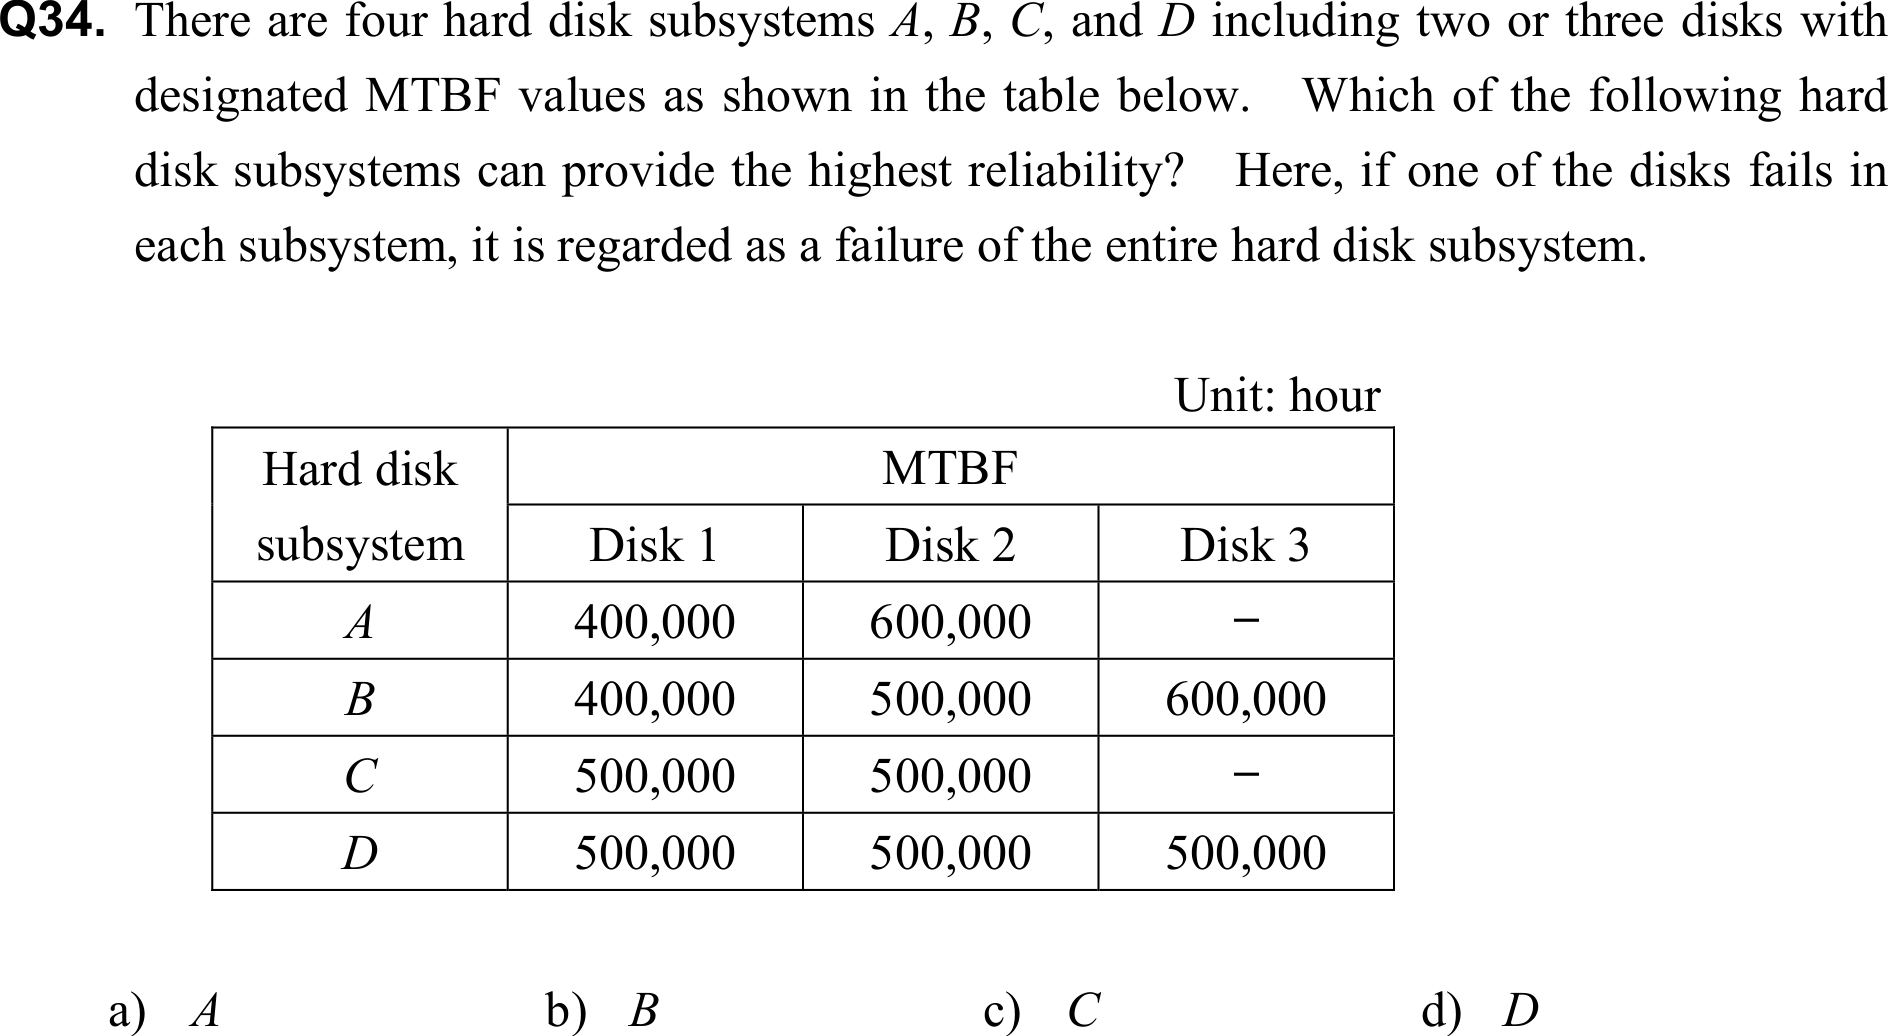 Q34. There are four hard disk subsystems A, B, C, and D including two or three disks with
designated MTBF values as shown in the table below. Which of the following hard
disk subsystems can provide the highest reliability? Here, if one of the disks fails in
each subsystem, it is regarded as a failure of the entire hard disk subsystem.
Unit: hour
Hard disk subsystem MTBF
Disk 1 Disk 2 Disk 3
A 400,000 600,000 –
B 400,000 500,000 600,000
C 500,000 500,000 –
D 500,000 500,000 500,000
a) A b) B c) C d) D